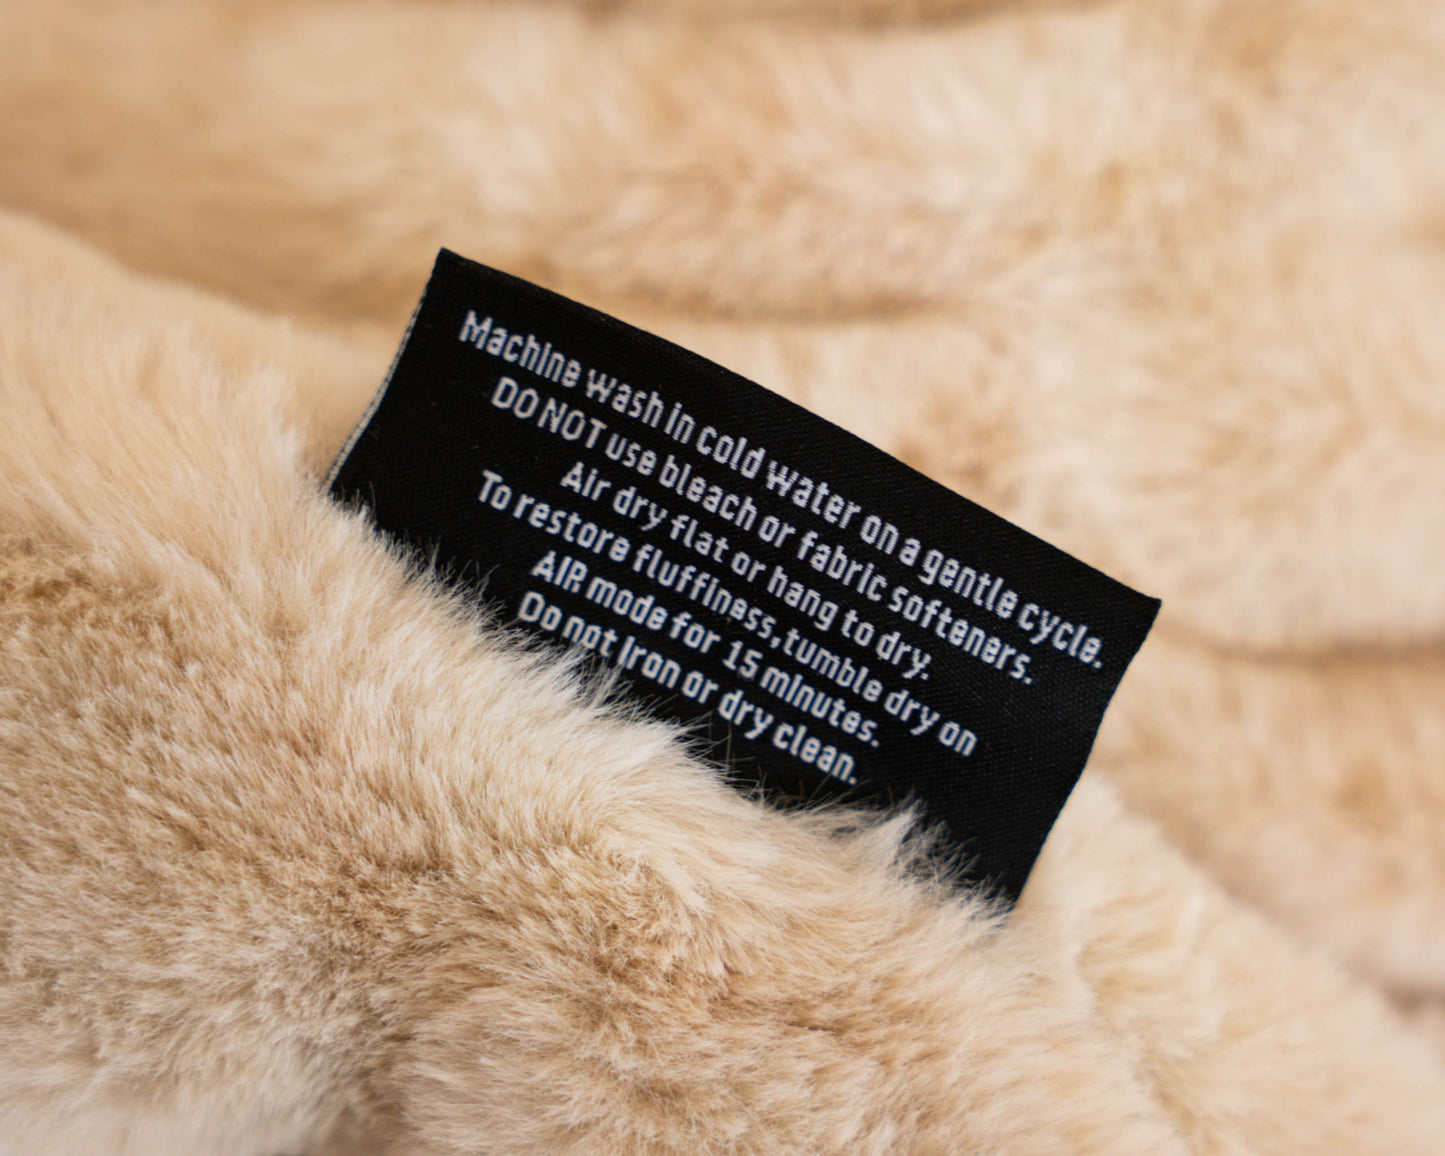 Machine wash in cold water on a gentle cycle.
DO NOT use bleach or fabric softeners.
Air dry flat or hang to dry.
To restore fluffiness, tumble dry on
AIR mode for 15 minutes.
Do not Iron or dry clean.